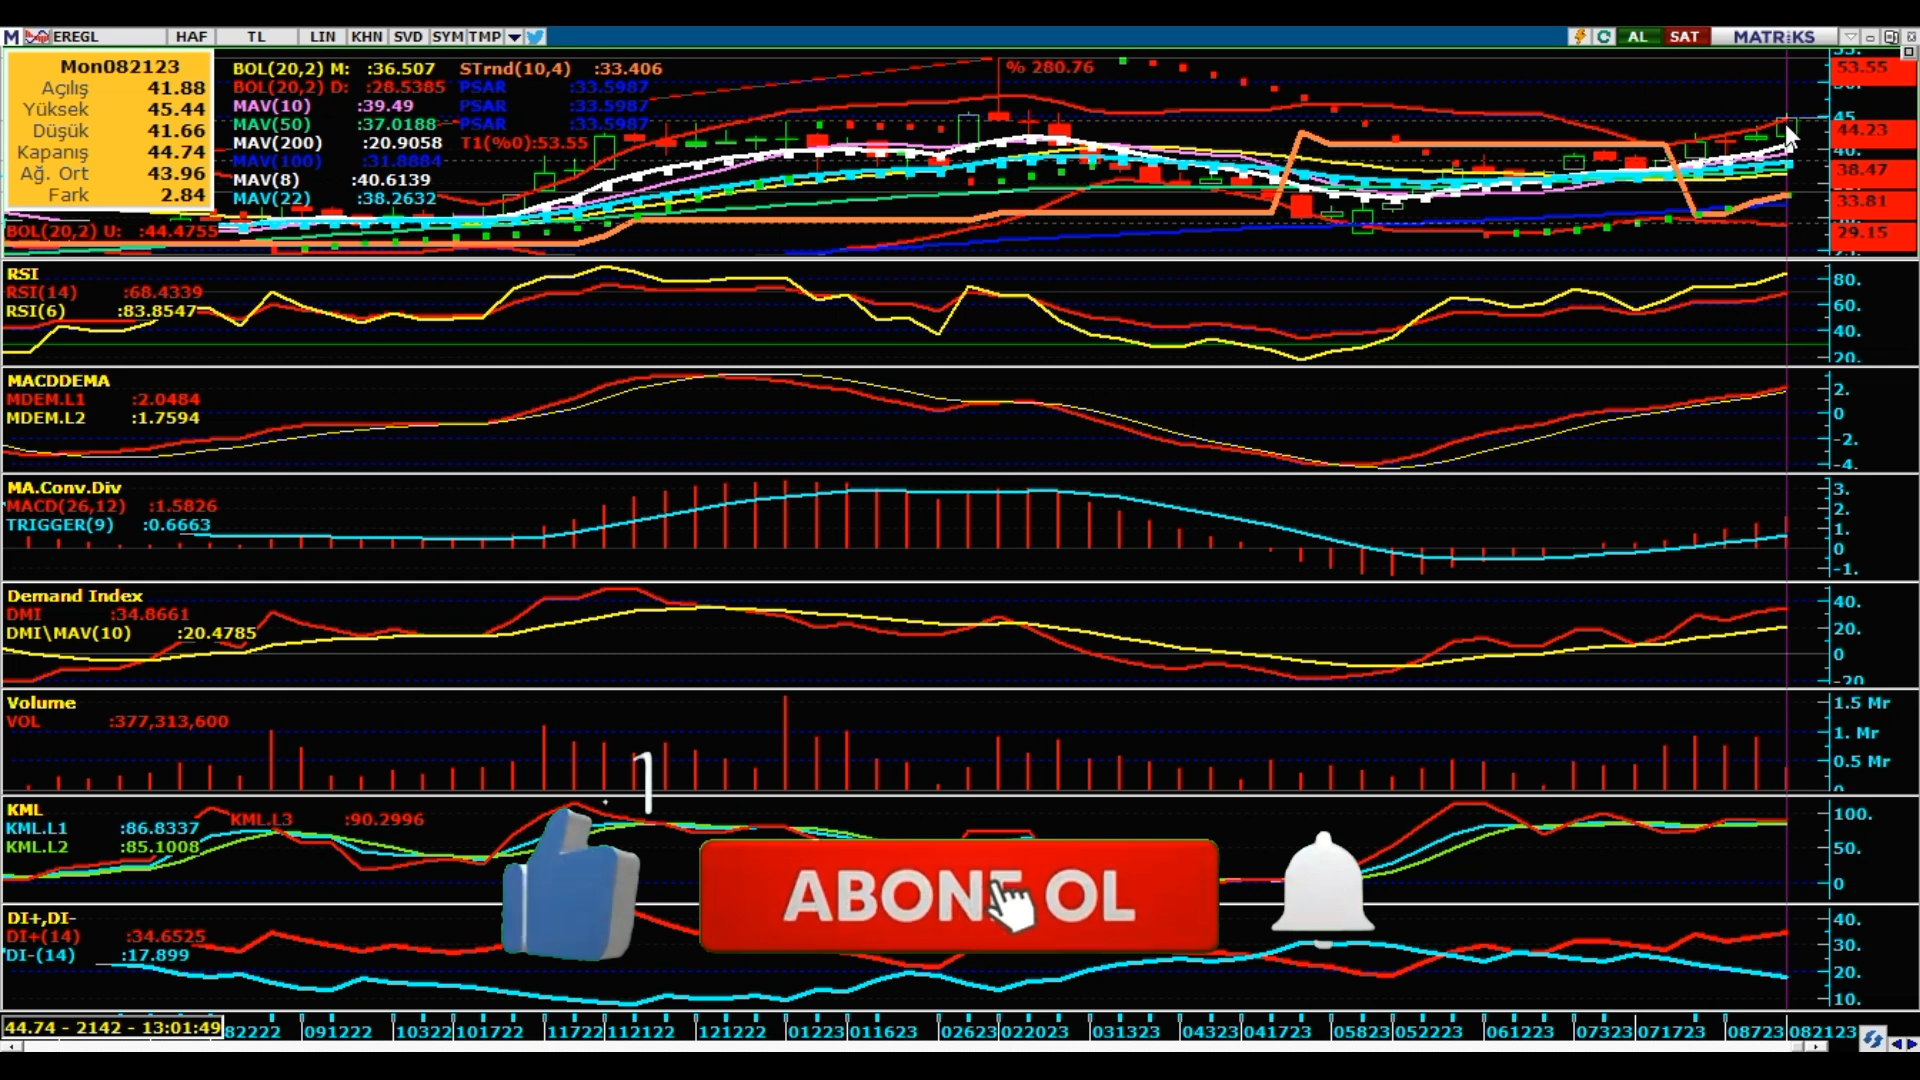 M EREGL HAF TL LIN KHN SVD SYM TMP AL SAT MATRİKS
Mon082123
Açılış 41.88
Yüksek 45.44
Düşük 41.66
Kapanış 44.74
Ağ. Ort 43.96
Fark 2.84
BOL(20,2) U: :44.4755
BOL(20,2) M: :36.507 STrnd(10,4) :33.406
BOL(20,2) D: :28.5385 PSAR :33.5987
MAV(10) :39.49 PSAR :33.5987
MAV(50) :37.0188 PSAR :33.5987
MAV(200) :20.9058 T1(%0):53.55
MAV(100) :31.8884
MAV(8) :40.6139
MAV(22) :38.2632
% 280.76
53.55
45
44.23
40.
38.47
33.81
29.15
RSI
RSI(14) :68.4339
RSI(6) :83.8547
80.
60.
40.
20.
MACDDEMA
MDEM.L1 :2.0484
MDEM.L2 :1.7594
2.
0
-2.
-4.
MA.Conv.Div
MACD(26,12) :1.5826
TRIGGER(9) :0.6663
3.
2.
1.
0
-1.
Demand Index
DMI :34.8661
DMI\MAV(10) :20.4785
40.
20.
0
-20
Volume
VOL :377,313,600
1.5 Mr
1. Mr
0.5 Mr
1
KML
KML.L1 :86.8337
KML.L2 :85.1008
KML.L3 :90.2996
100.
50.
0
ABONE OL
DI+,DI-
DI+(14) :34.6525
DI-(14) :17.899
40.
30.
20.
10.
44.74 - 2142 - 13:01:49
82222 091222 10322 101722 11722 112122 121222 01223 011623 02623 022023 031323 04323 041723 05823 052223 061223 07323 071723 08723 082123